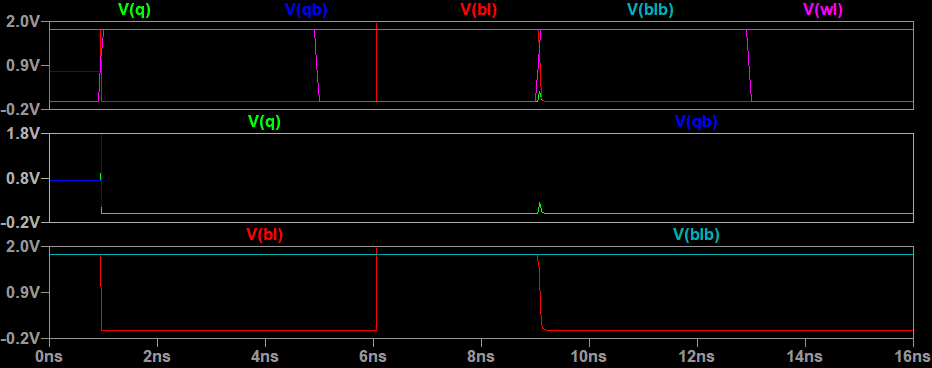 V(q) V(qb) V(bl) V(blb) V(wl)
2.0V
0.9V
-0.2V
V(q) V(qb)
1.8V
0.8V
-0.2V
V(bl) V(blb)
2.0V
0.9V
-0.2V
0ns 2ns 4ns 6ns 8ns 10ns 12ns 14ns 16ns